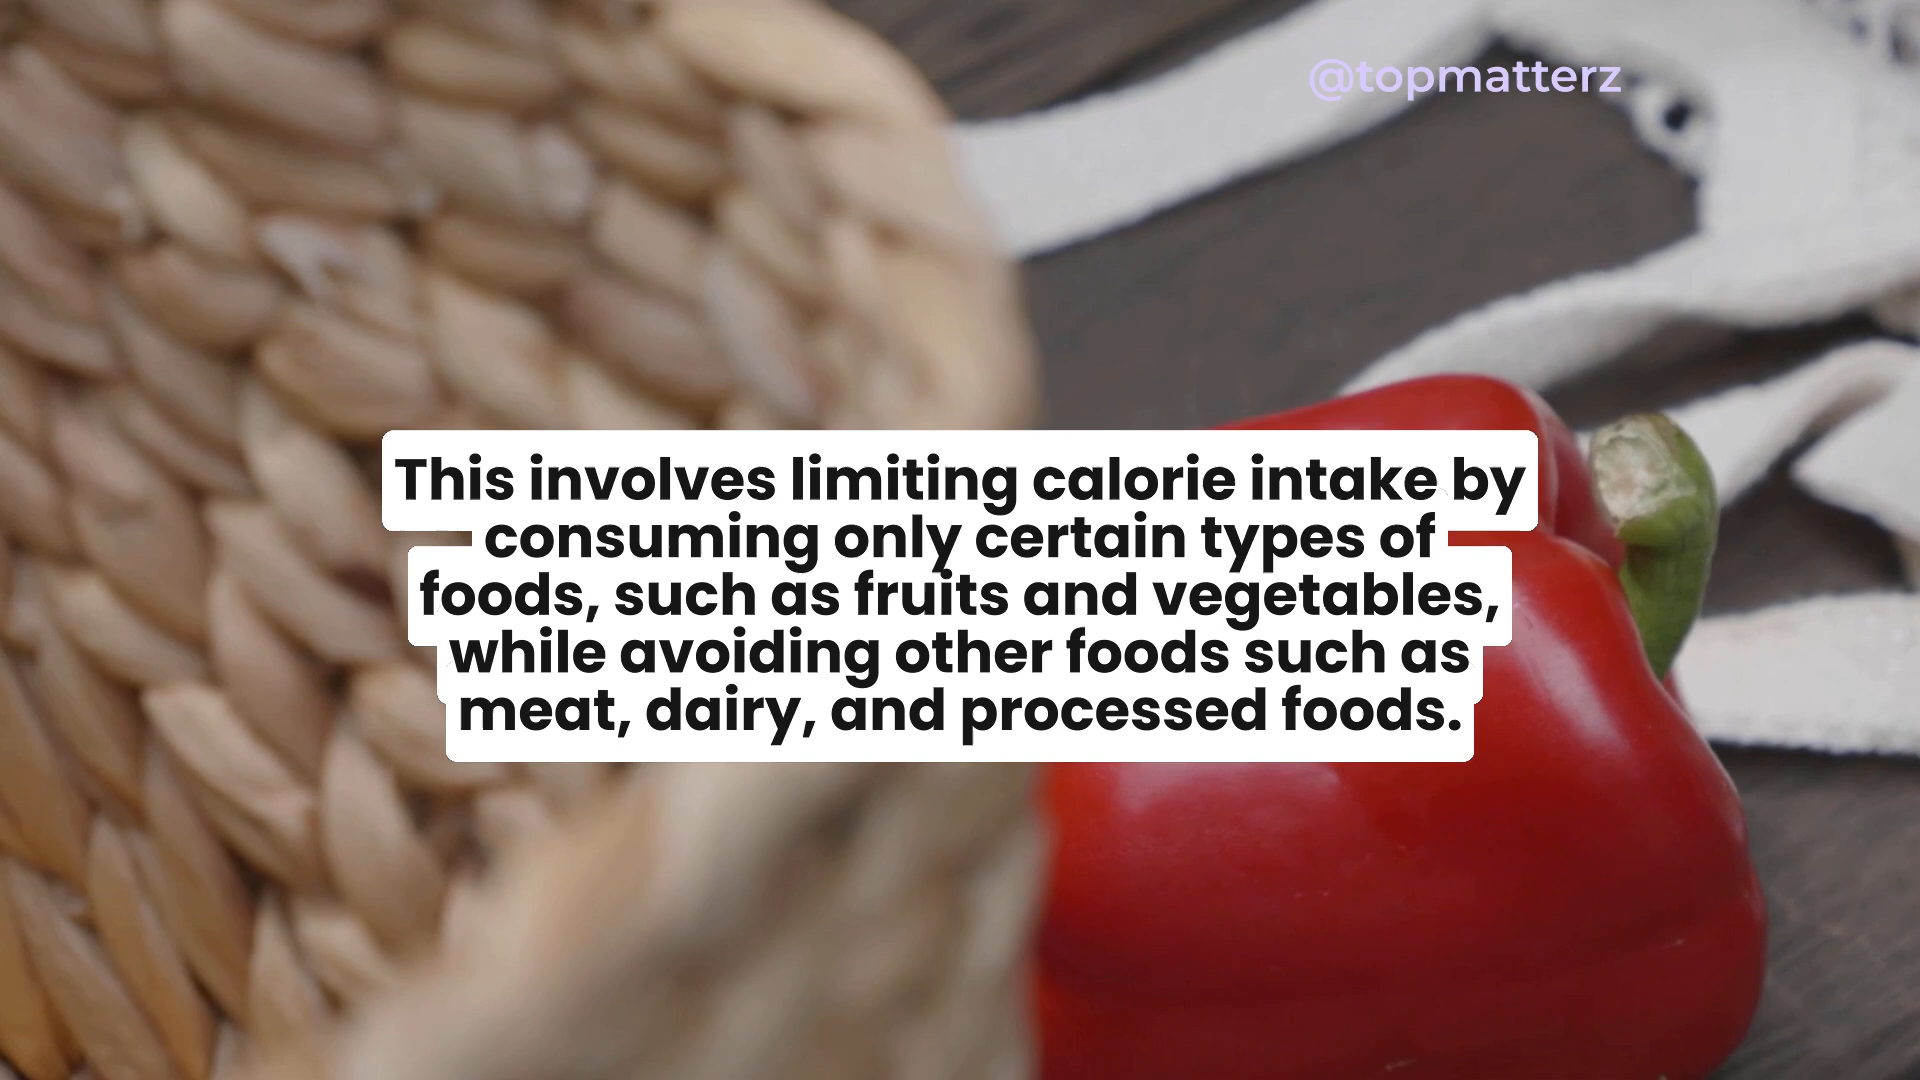 @topmatterz
This involves limiting calorie intake by
consuming only certain types of
foods, such as fruits and vegetables,
while avoiding other foods such as
meat, dairy, and processed foods.